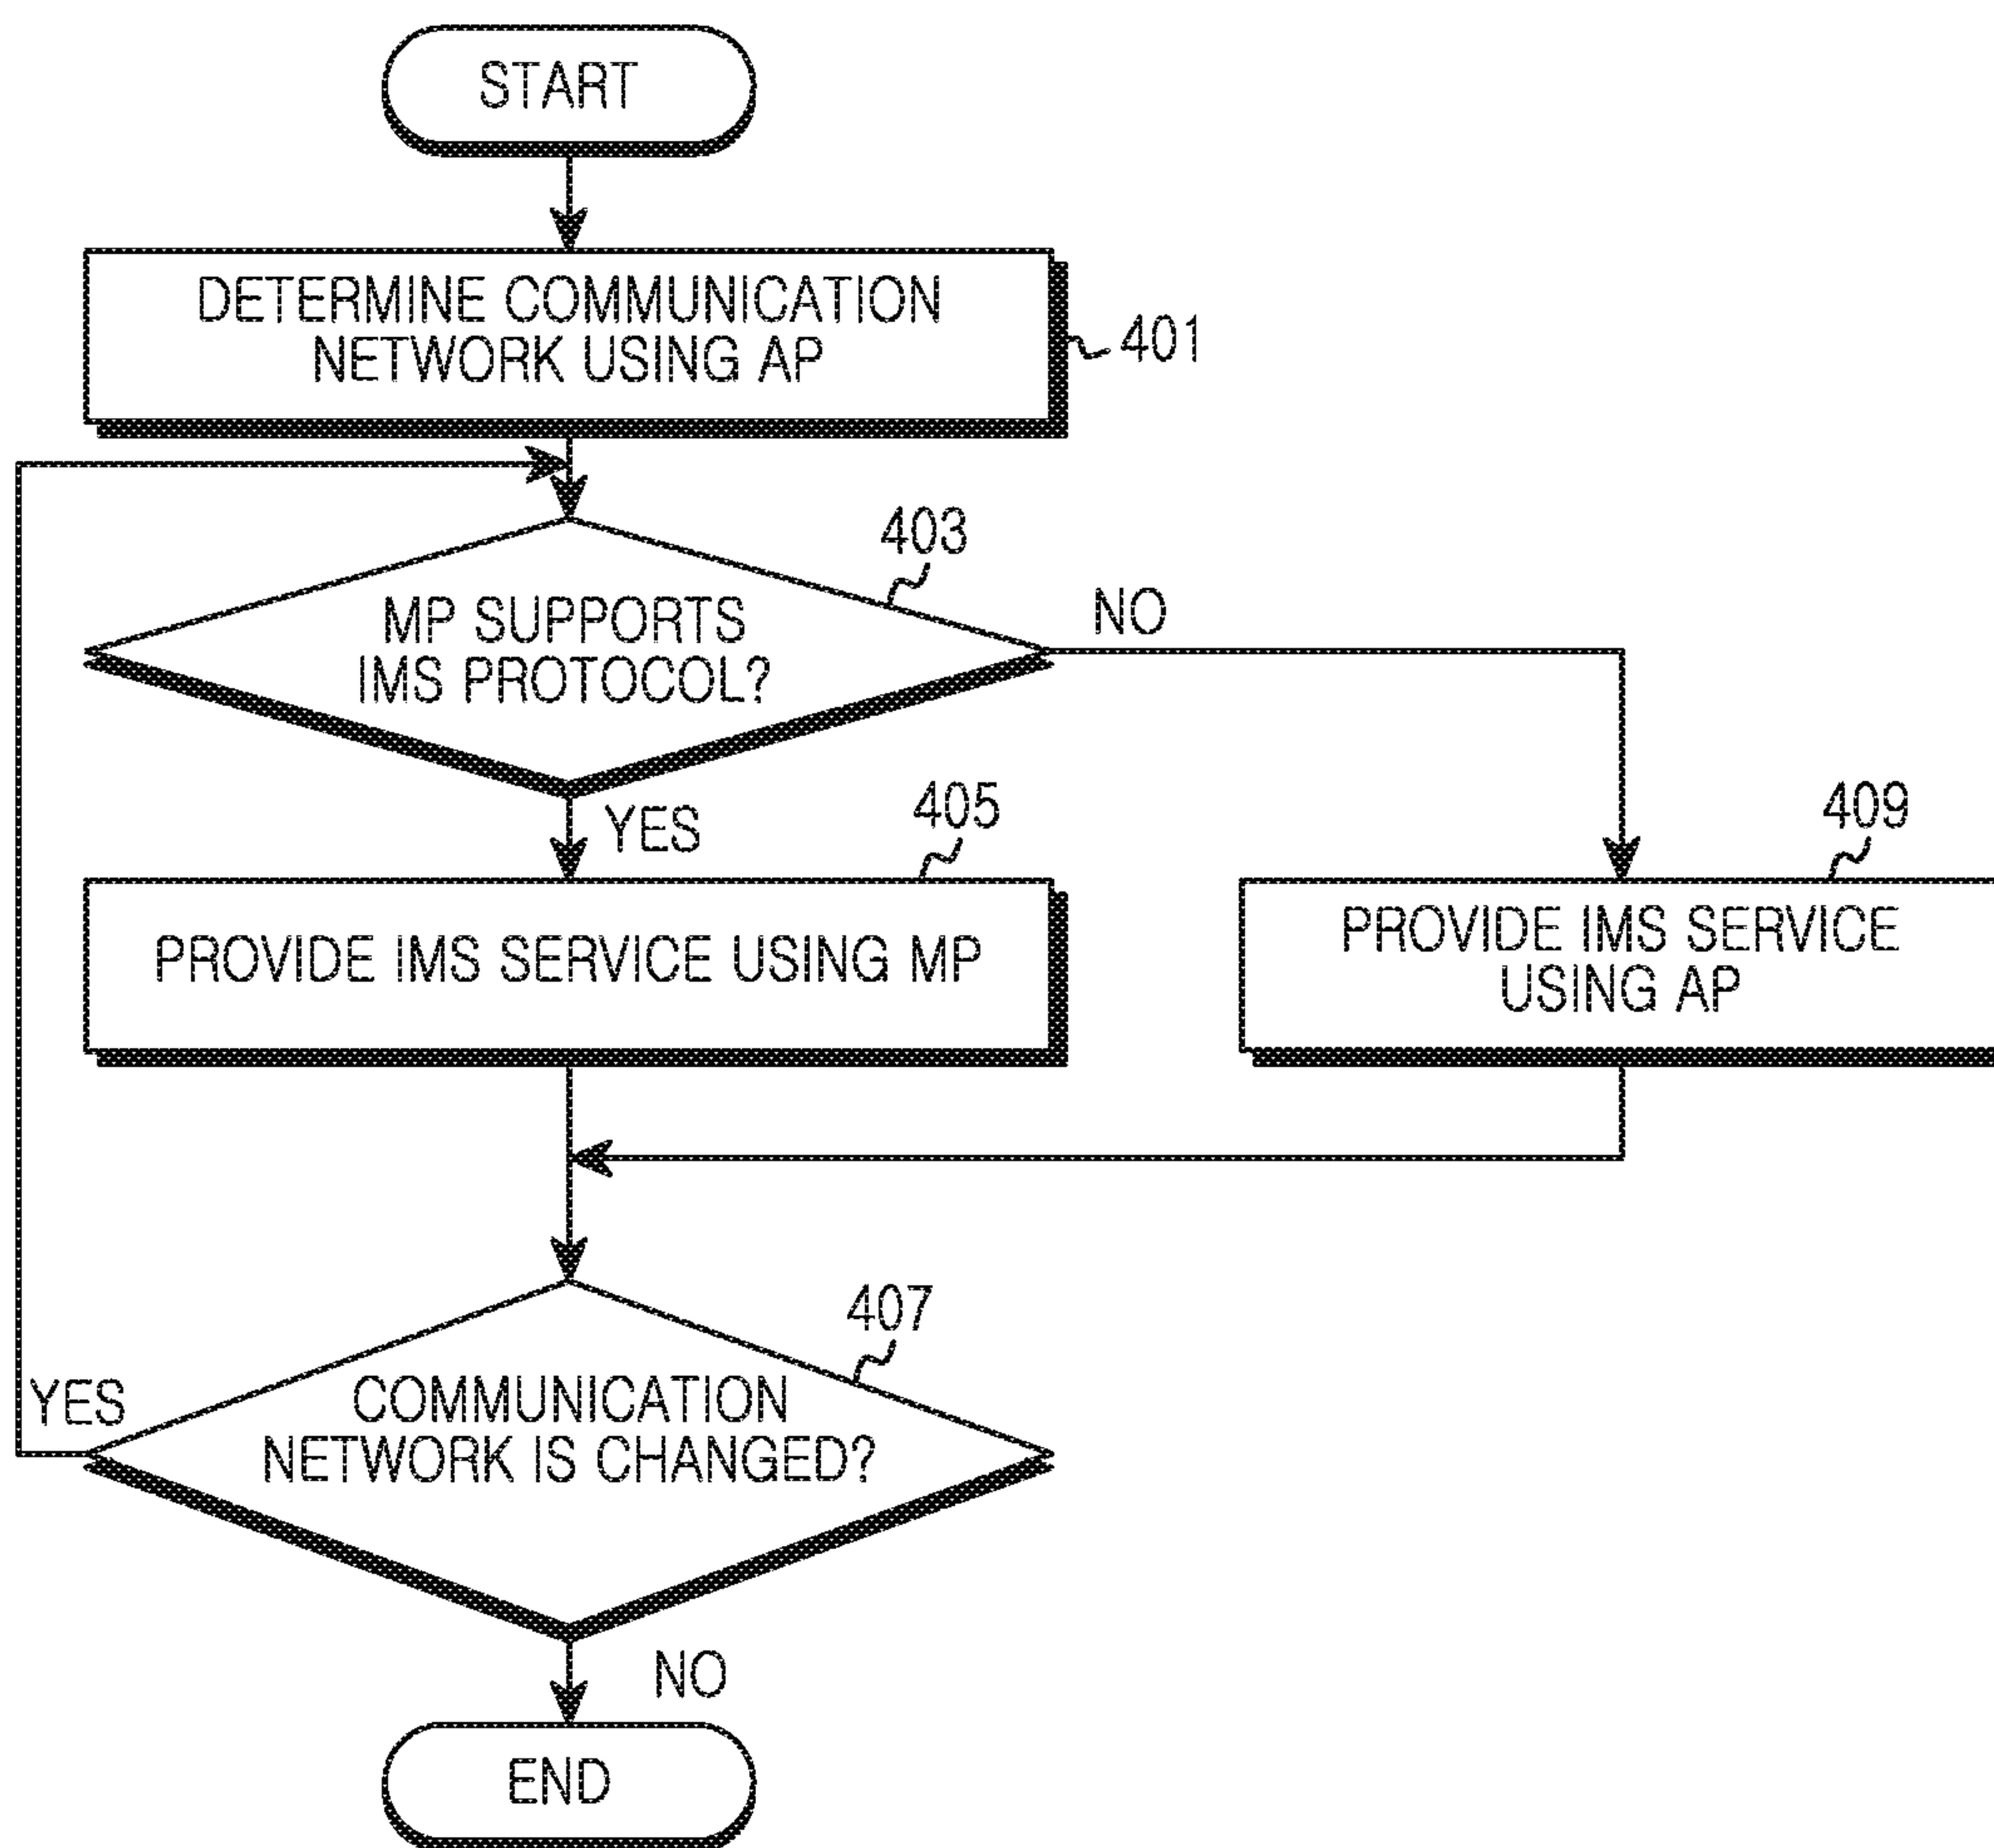 START
DETERMINE COMMUNICATION
NETWORK USING AP
401
403
MP SUPPORTS
IMS PROTOCOL?
NO
YES
405
409
PROVIDE IMS SERVICE USING MP
PROVIDE IMS SERVICE
USING AP
407
YES
COMMUNICATION
NETWORK IS CHANGED?
NO
END